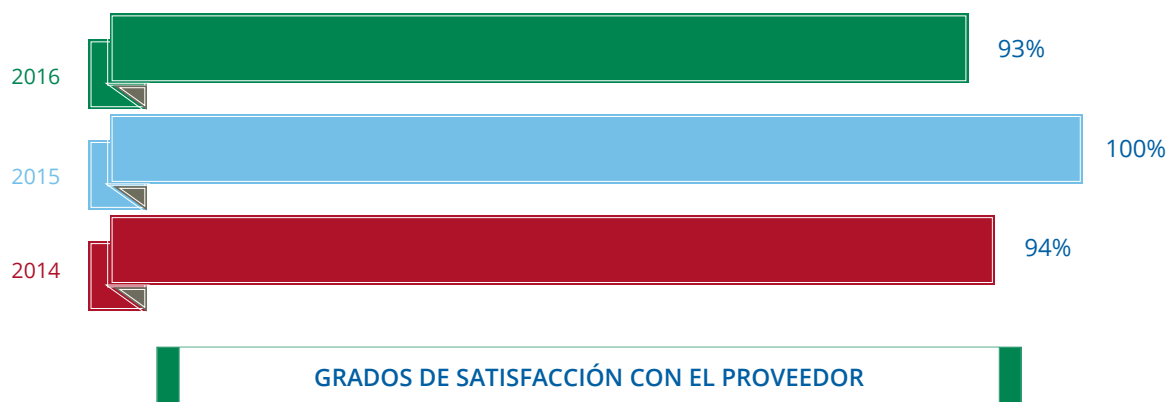 2016 93%
2015 100%
2014 94%
GRADOS DE SATISFACCIÓN CON EL PROVEEDOR